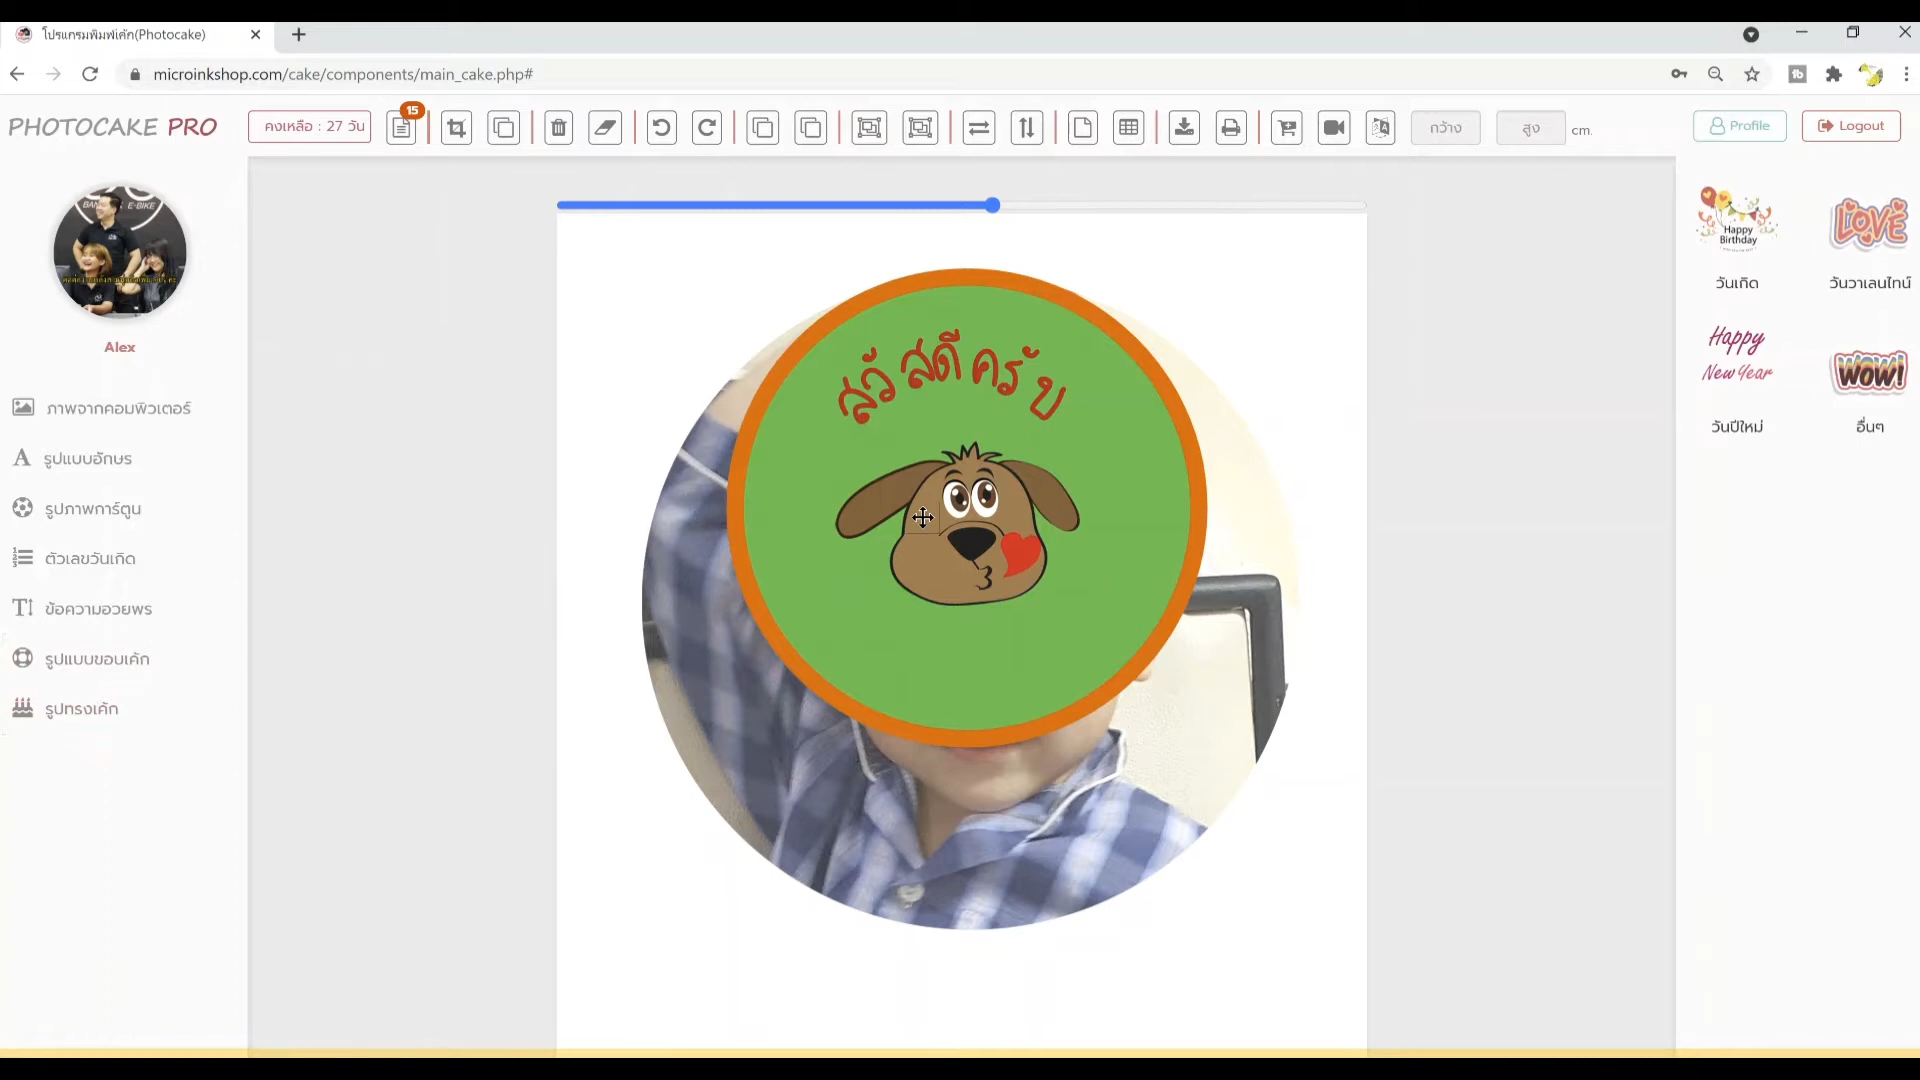 โปรแกรมพิมพ์เค้ก(Photocake)
microinkshop.com/cake/components/main_cake.php#
PHOTOCAKE PRO
คงเหลือ : 27 วัน
15
กว้าง
สูง
cm.
Profile
Logout
Alex
ภาพจากคอมพิวเตอร์
รูปแบบอักษร
รูปภาพการ์ตูน
ตัวเลขวันเกิด
ข้อความอวยพร
รูปแบบขอบเค้ก
รูปทรงเค้ก
สวัสดีครับ
Happy
Birthday
LOVE
วันเกิด
วันวาเลนไทน์
Happy
New Year
WOW!
วันปีใหม่
อื่นๆ